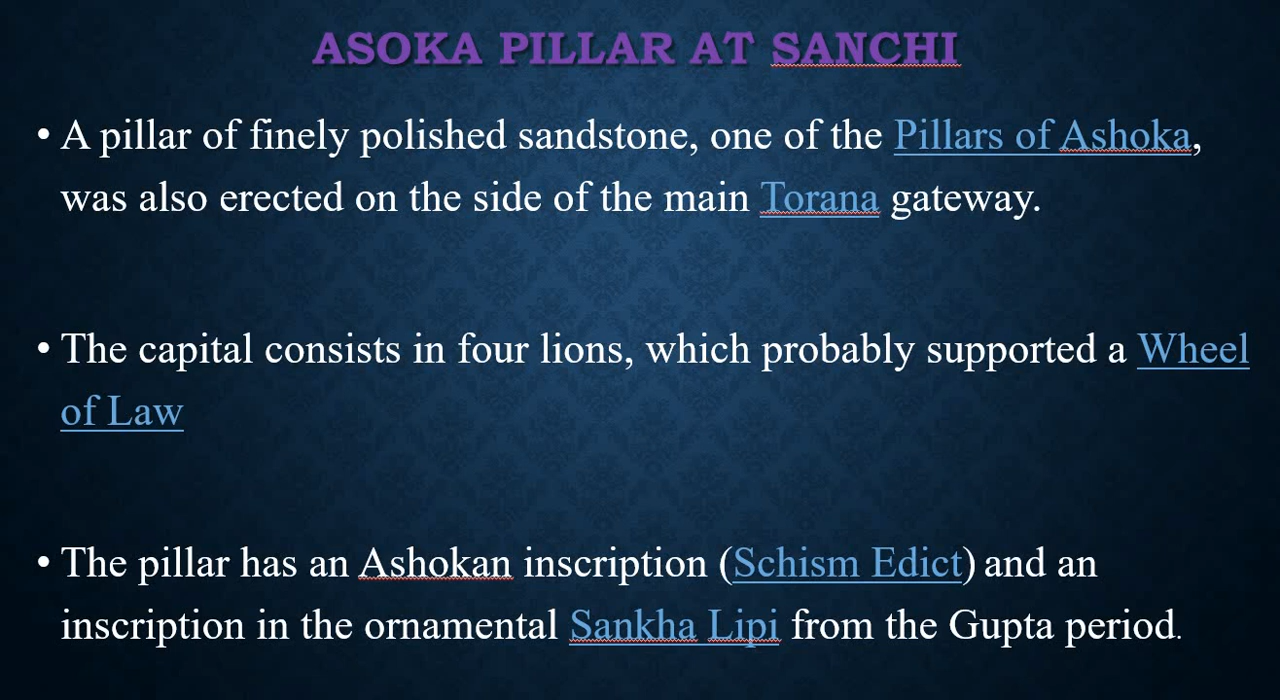 ASOKA PILLAR AT SANCHI
• A pillar of finely polished sandstone, one of the Pillars of Ashoka,
was also erected on the side of the main Torana gateway.
• The capital consists in four lions, which probably supported a Wheel
of Law
• The pillar has an Ashokan inscription (Schism Edict) and an
inscription in the ornamental Sankha Lipi from the Gupta period.